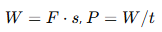 W = F · s, P = W/t